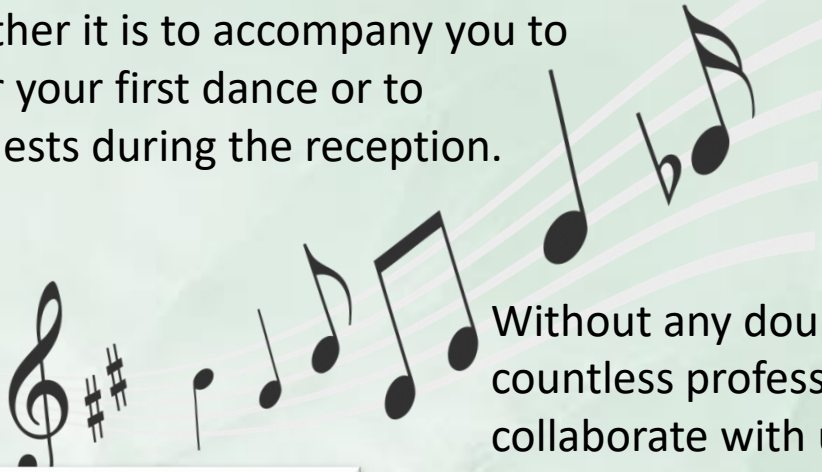 ther it is to accompany you to
r your first dance or to
ests during the reception.
Without any dou
countless profess
collaborate with u